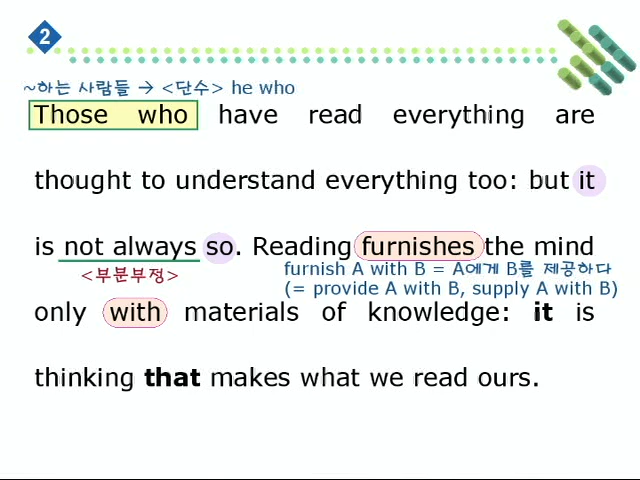 2
~하는 사람들 → <단수> he who
Those who have read everything are
thought to understand everything too: but it
is not always so. Reading furnishes the mind
<부분부정>
furnish A with B = A에게 B를 제공하다
(= provide A with B, supply A with B)
only with materials of knowledge: it is
thinking that makes what we read ours.